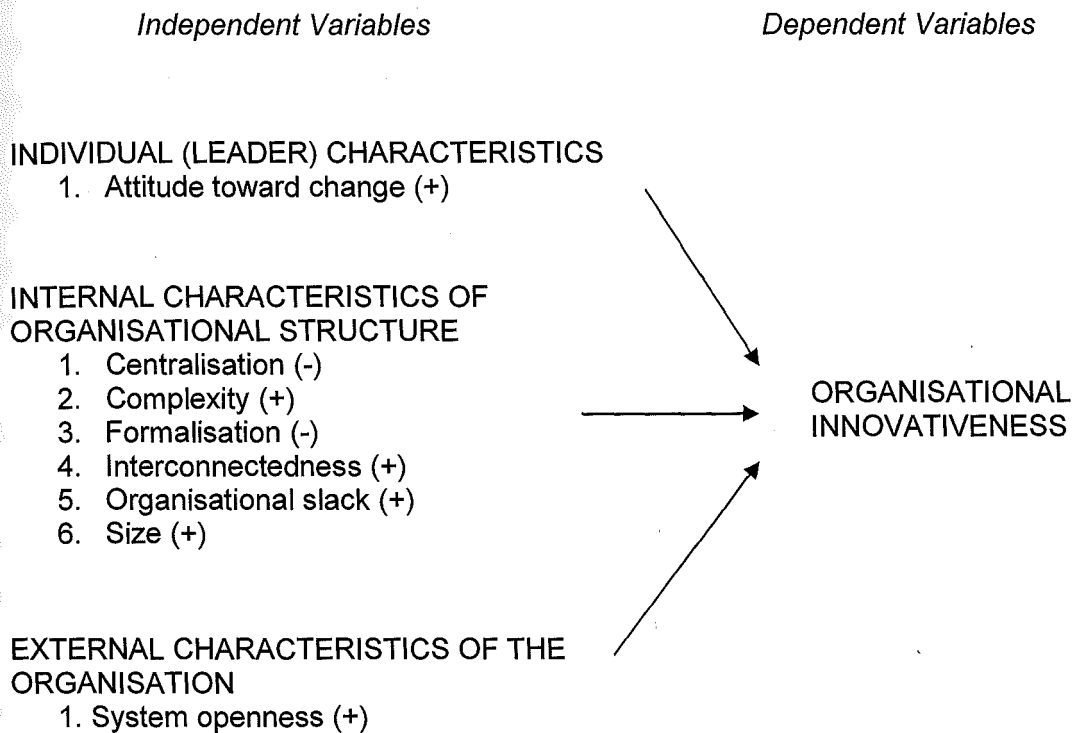 Independent Variables
Dependent Variables
INDIVIDUAL (LEADER) CHARACTERISTICS
1. Attitude toward change (+)
INTERNAL CHARACTERISTICS OF
ORGANISATIONAL STRUCTURE
1. Centralisation (-)
2. Complexity (+)
3. Formalisation (-)
4. Interconnectedness (+)
5. Organisational slack (+)
6. Size (+)
ORGANISATIONAL
INNOVATIVENESS
EXTERNAL CHARACTERISTICS OF THE
ORGANISATION
1. System openness (+)